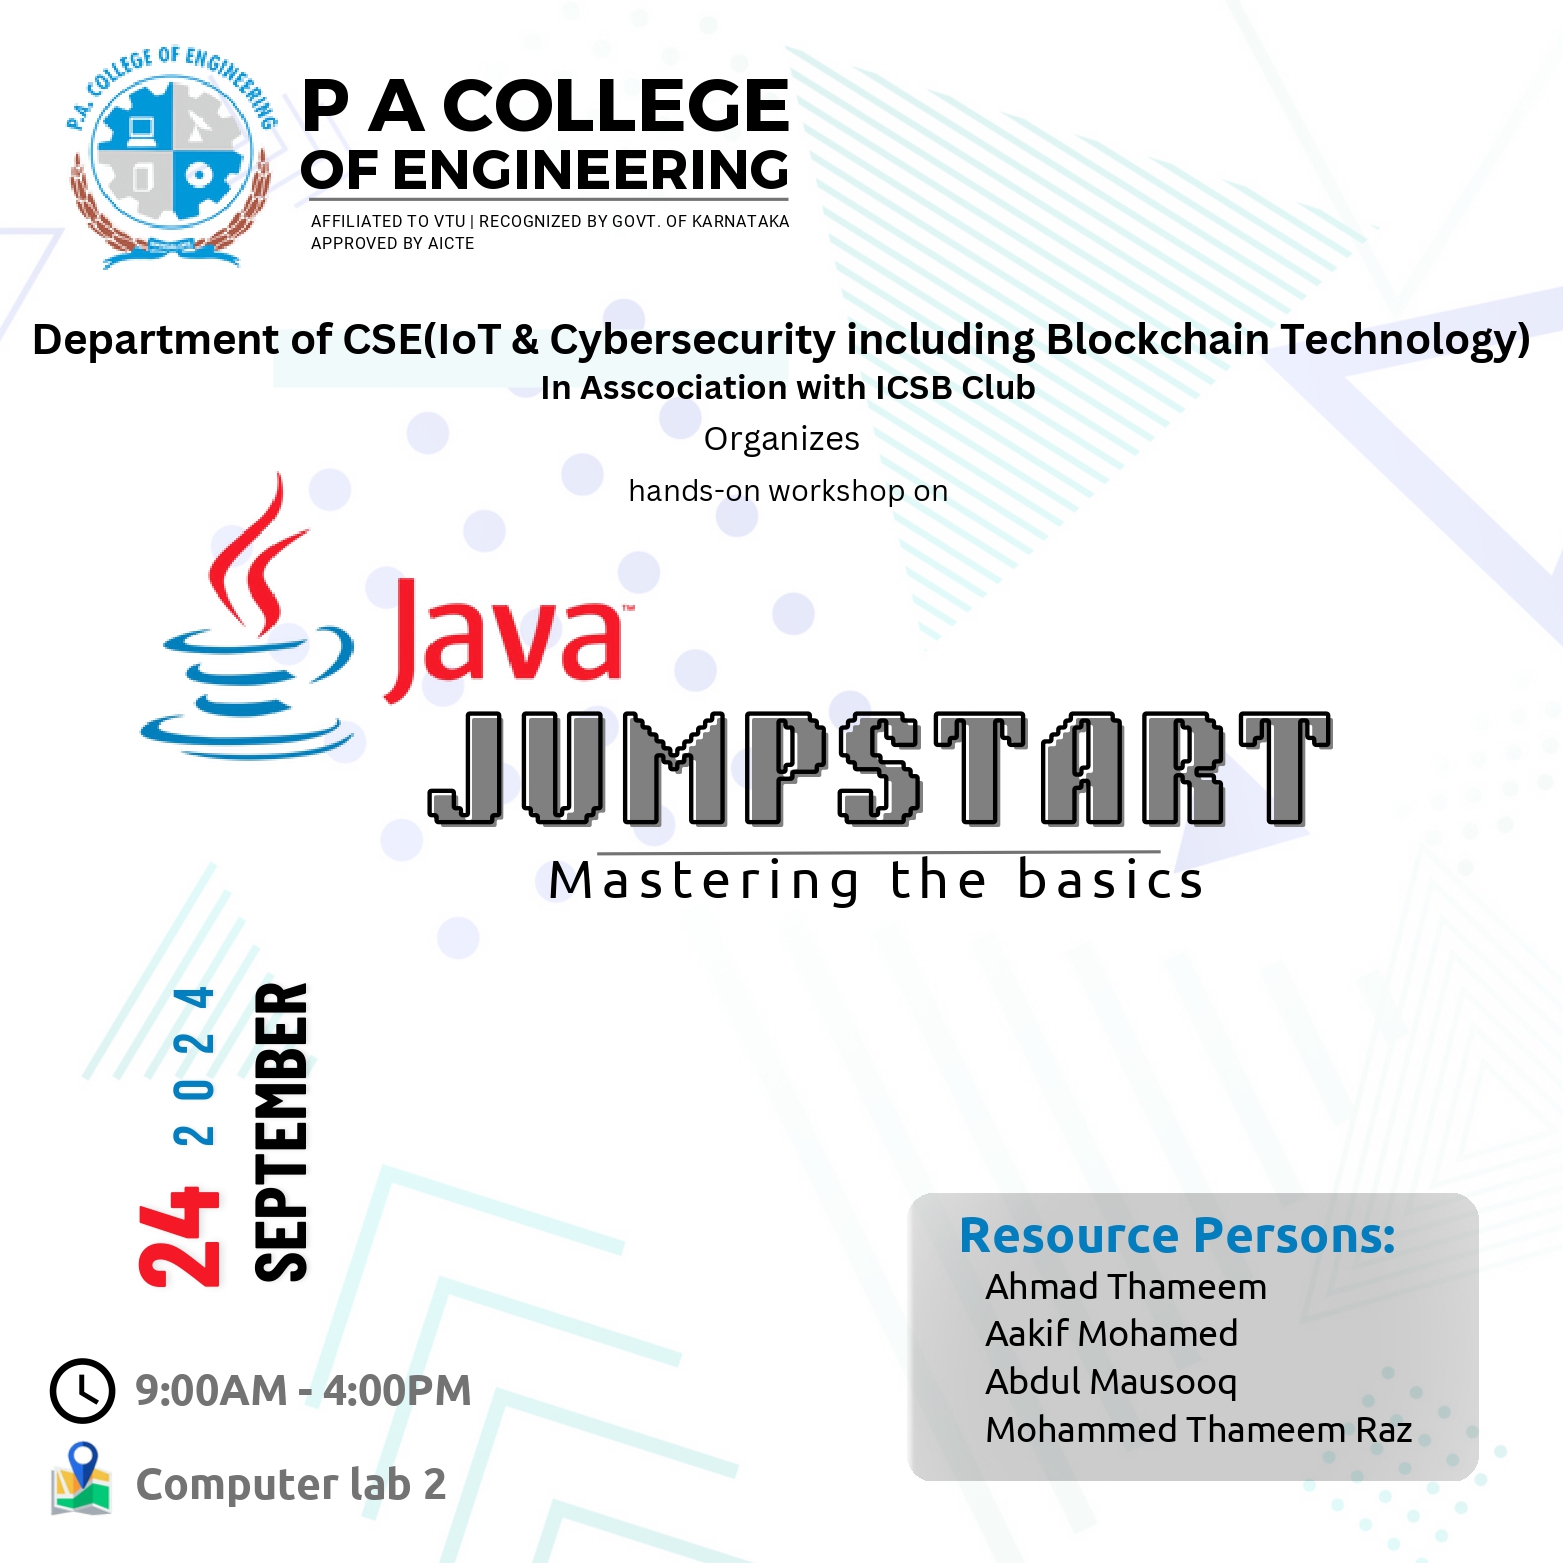 P.A. COLLEGE OF ENGINEERING
P A COLLEGE
OF ENGINEERING
AFFILIATED TO VTU | RECOGNIZED BY GOVT. OF KARNATAKA
APPROVED BY AICTE
Department of CSE(IoT & Cybersecurity including Blockchain Technology)
In Asscociation with ICSB Club
Organizes
hands-on workshop on
Java™
JUMPSTART
Mastering the basics
24 2024
SEPTEMBER
9:00AM - 4:00PM
Computer lab 2
Resource Persons:
Ahmad Thameem
Aakif Mohamed
Abdul Mausooq
Mohammed Thameem Raz